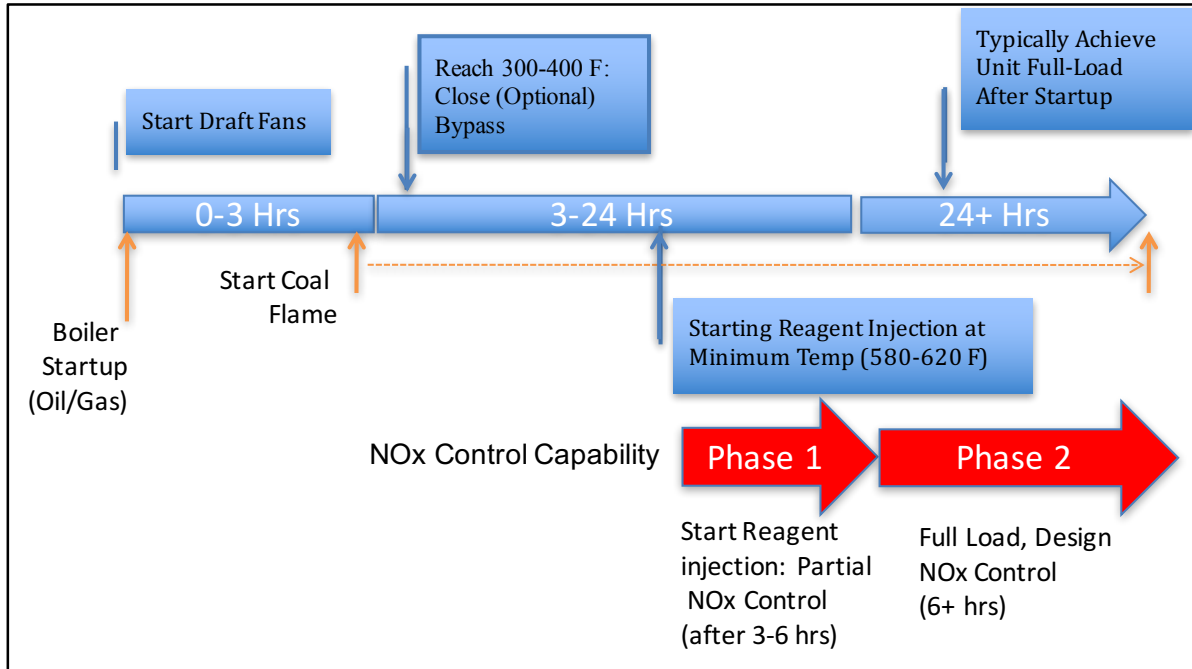 Start Draft Fans
Reach 300-400 F:
Close (Optional)
Bypass
Typically Achieve
Unit Full-Load
After Startup
0-3 Hrs
3-24 Hrs
24+ Hrs
Start Coal
Flame
Boiler
Startup
(Oil/Gas)
Starting Reagent Injection at
Minimum Temp (580-620 F)
NOx Control Capability
Phase 1
Phase 2
Start Reagent
injection: Partial
NOx Control
(after 3-6 hrs)
Full Load, Design
NOx Control
(6+ hrs)